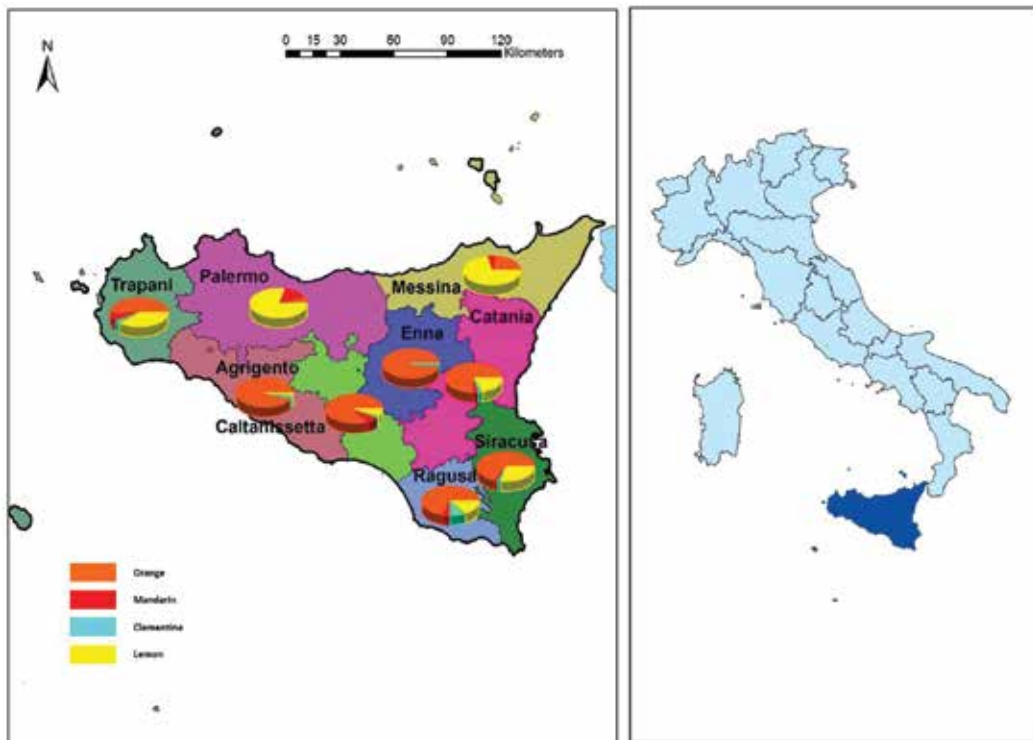 N
0 15 30 60 90 120
Kilometers
Trapani
Palermo
Messina
Catania
Enna
Agrigento
Caltanissetta
Siracusa
Ragusa
Orange
Mandarin
Clementina
Lemon